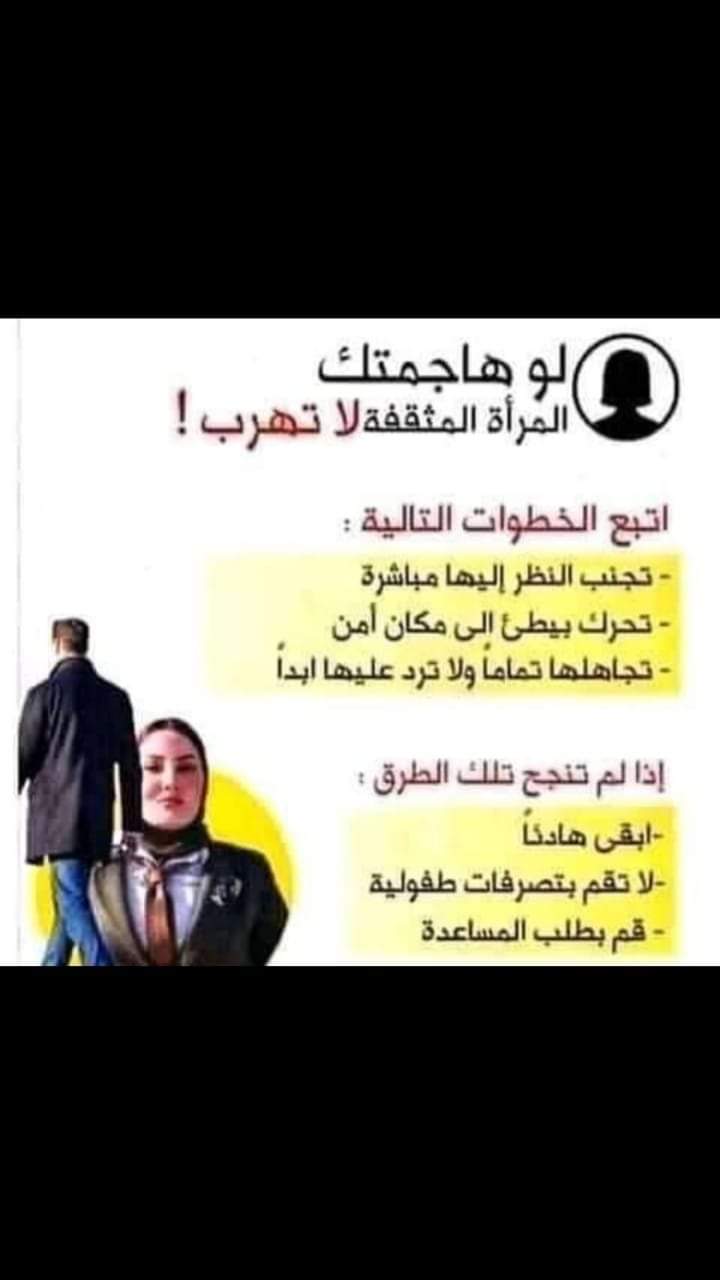 لو هاجمتك
المرأة المثقفة لا تهرب !
اتبع الخطوات التالية :
- تجنب النظر إليها مباشرة
- تحرك ببطئ الى مكان أمن
- تجاهلها تماماً ولا ترد عليها ابداً
إذا لم تنجح تلك الطرق :
-ابقى هادئاً
-لا تقم بتصرفات طفولية
- قم بطلب المساعدة